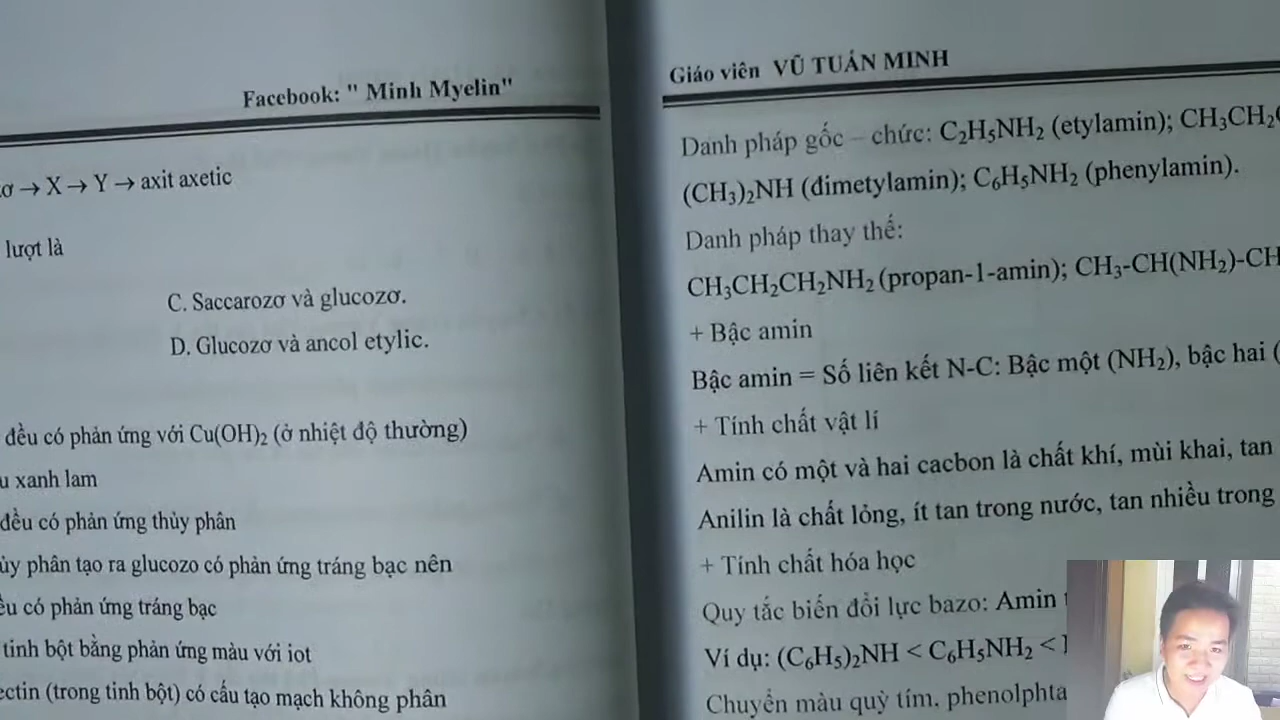 Facebook: " Minh Myelin"
ơ → X → Y → axit axetic
lượt là
C. Saccarozơ và glucozơ.
D. Glucozơ và ancol etylic.
đều có phản ứng với Cu(OH)₂ (ở nhiệt độ thường)
u xanh lam
đều có phản ứng thủy phân
ủy phân tạo ra glucozo có phản ứng tráng bạc nên
ều có phản ứng tráng bạc
tinh bột bằng phản ứng màu với iot
ectin (trong tinh bột) có cấu tạo mạch không phân
Giáo viên VŨ TUẤN MINH
Danh pháp gốc – chức: C₂H₅NH₂ (etylamin); CH₃CH₂
(CH₃)₂NH (đimetylamin); C₆H₅NH₂ (phenylamin).
Danh pháp thay thế:
CH₃CH₂CH₂NH₂ (propan-1-amin); CH₃-CH(NH₂)-CH
+ Bậc amin
Bậc amin = Số liên kết N-C: Bậc một (NH₂), bậc hai (
+ Tính chất vật lí
Amin có một và hai cacbon là chất khí, mùi khai, tan
Anilin là chất lỏng, ít tan trong nước, tan nhiều trong
+ Tính chất hóa học
Quy tắc biến đổi lực bazo: Amin
Ví dụ: (C₆H₅)₂NH < C₆H₅NH₂ <
Chuyển màu quỳ tím, phenolphta